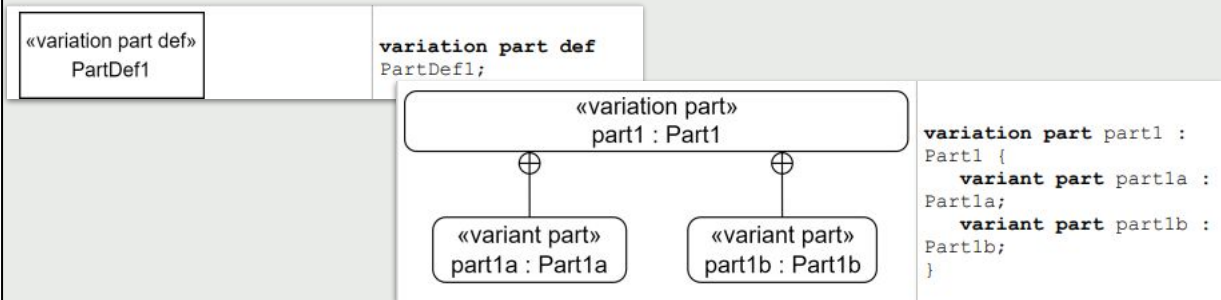 «variation part def»
PartDef1
variation part def
PartDef1;
«variation part»
part1 : Part1
«variant part»
part1a : Part1a
«variant part»
part1b : Part1b
variation part part1 :
Part1 {
variant part part1a :
Part1a;
variant part part1b :
Part1b;
}